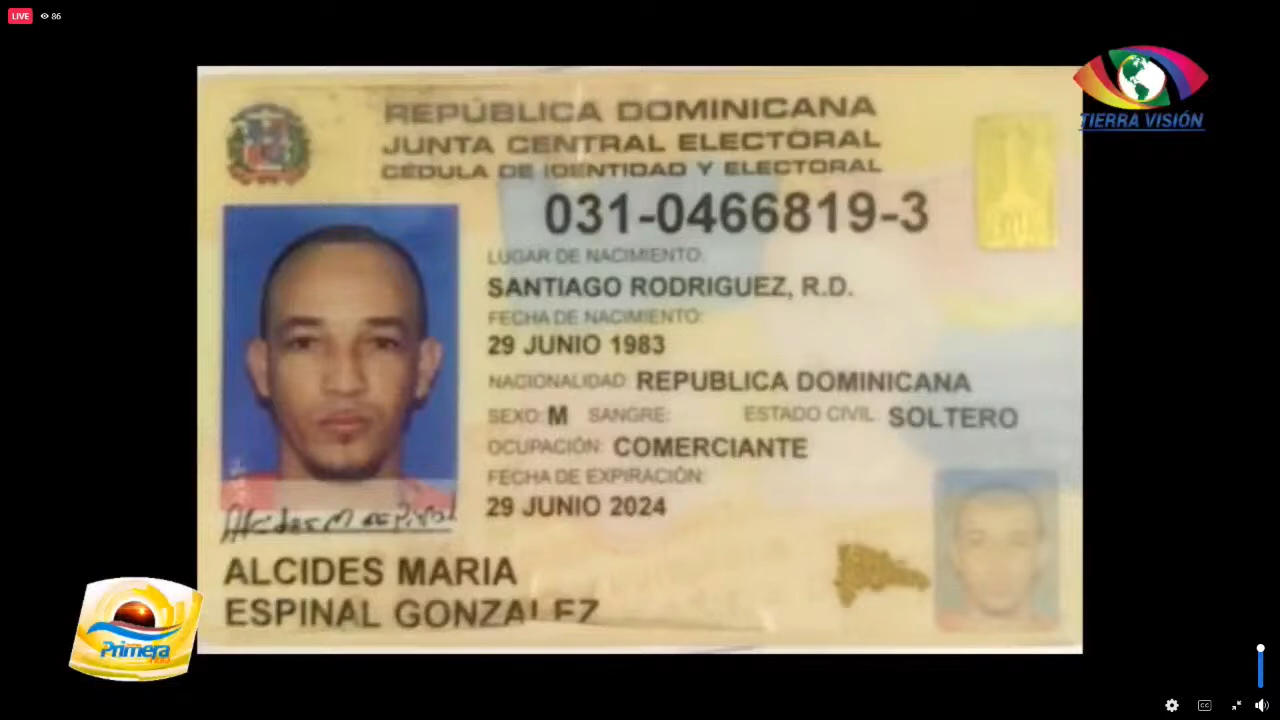 LIVE 86
TIERRA VISIÓN
REPÚBLICA DOMINICANA
JUNTA CENTRAL ELECTORAL
CÉDULA DE IDENTIDAD Y ELECTORAL
031-0466819-3
LUGAR DE NACIMIENTO:
SANTIAGO RODRIGUEZ, R.D.
FECHA DE NACIMIENTO:
29 JUNIO 1983
NACIONALIDAD: REPUBLICA DOMINICANA
SEXO: M SANGRE: ESTADO CIVIL: SOLTERO
OCUPACIÓN: COMERCIANTE
FECHA DE EXPIRACIÓN:
29 JUNIO 2024
ALCIDES MARIA
ESPINAL GONZALEZ
Primera
CC